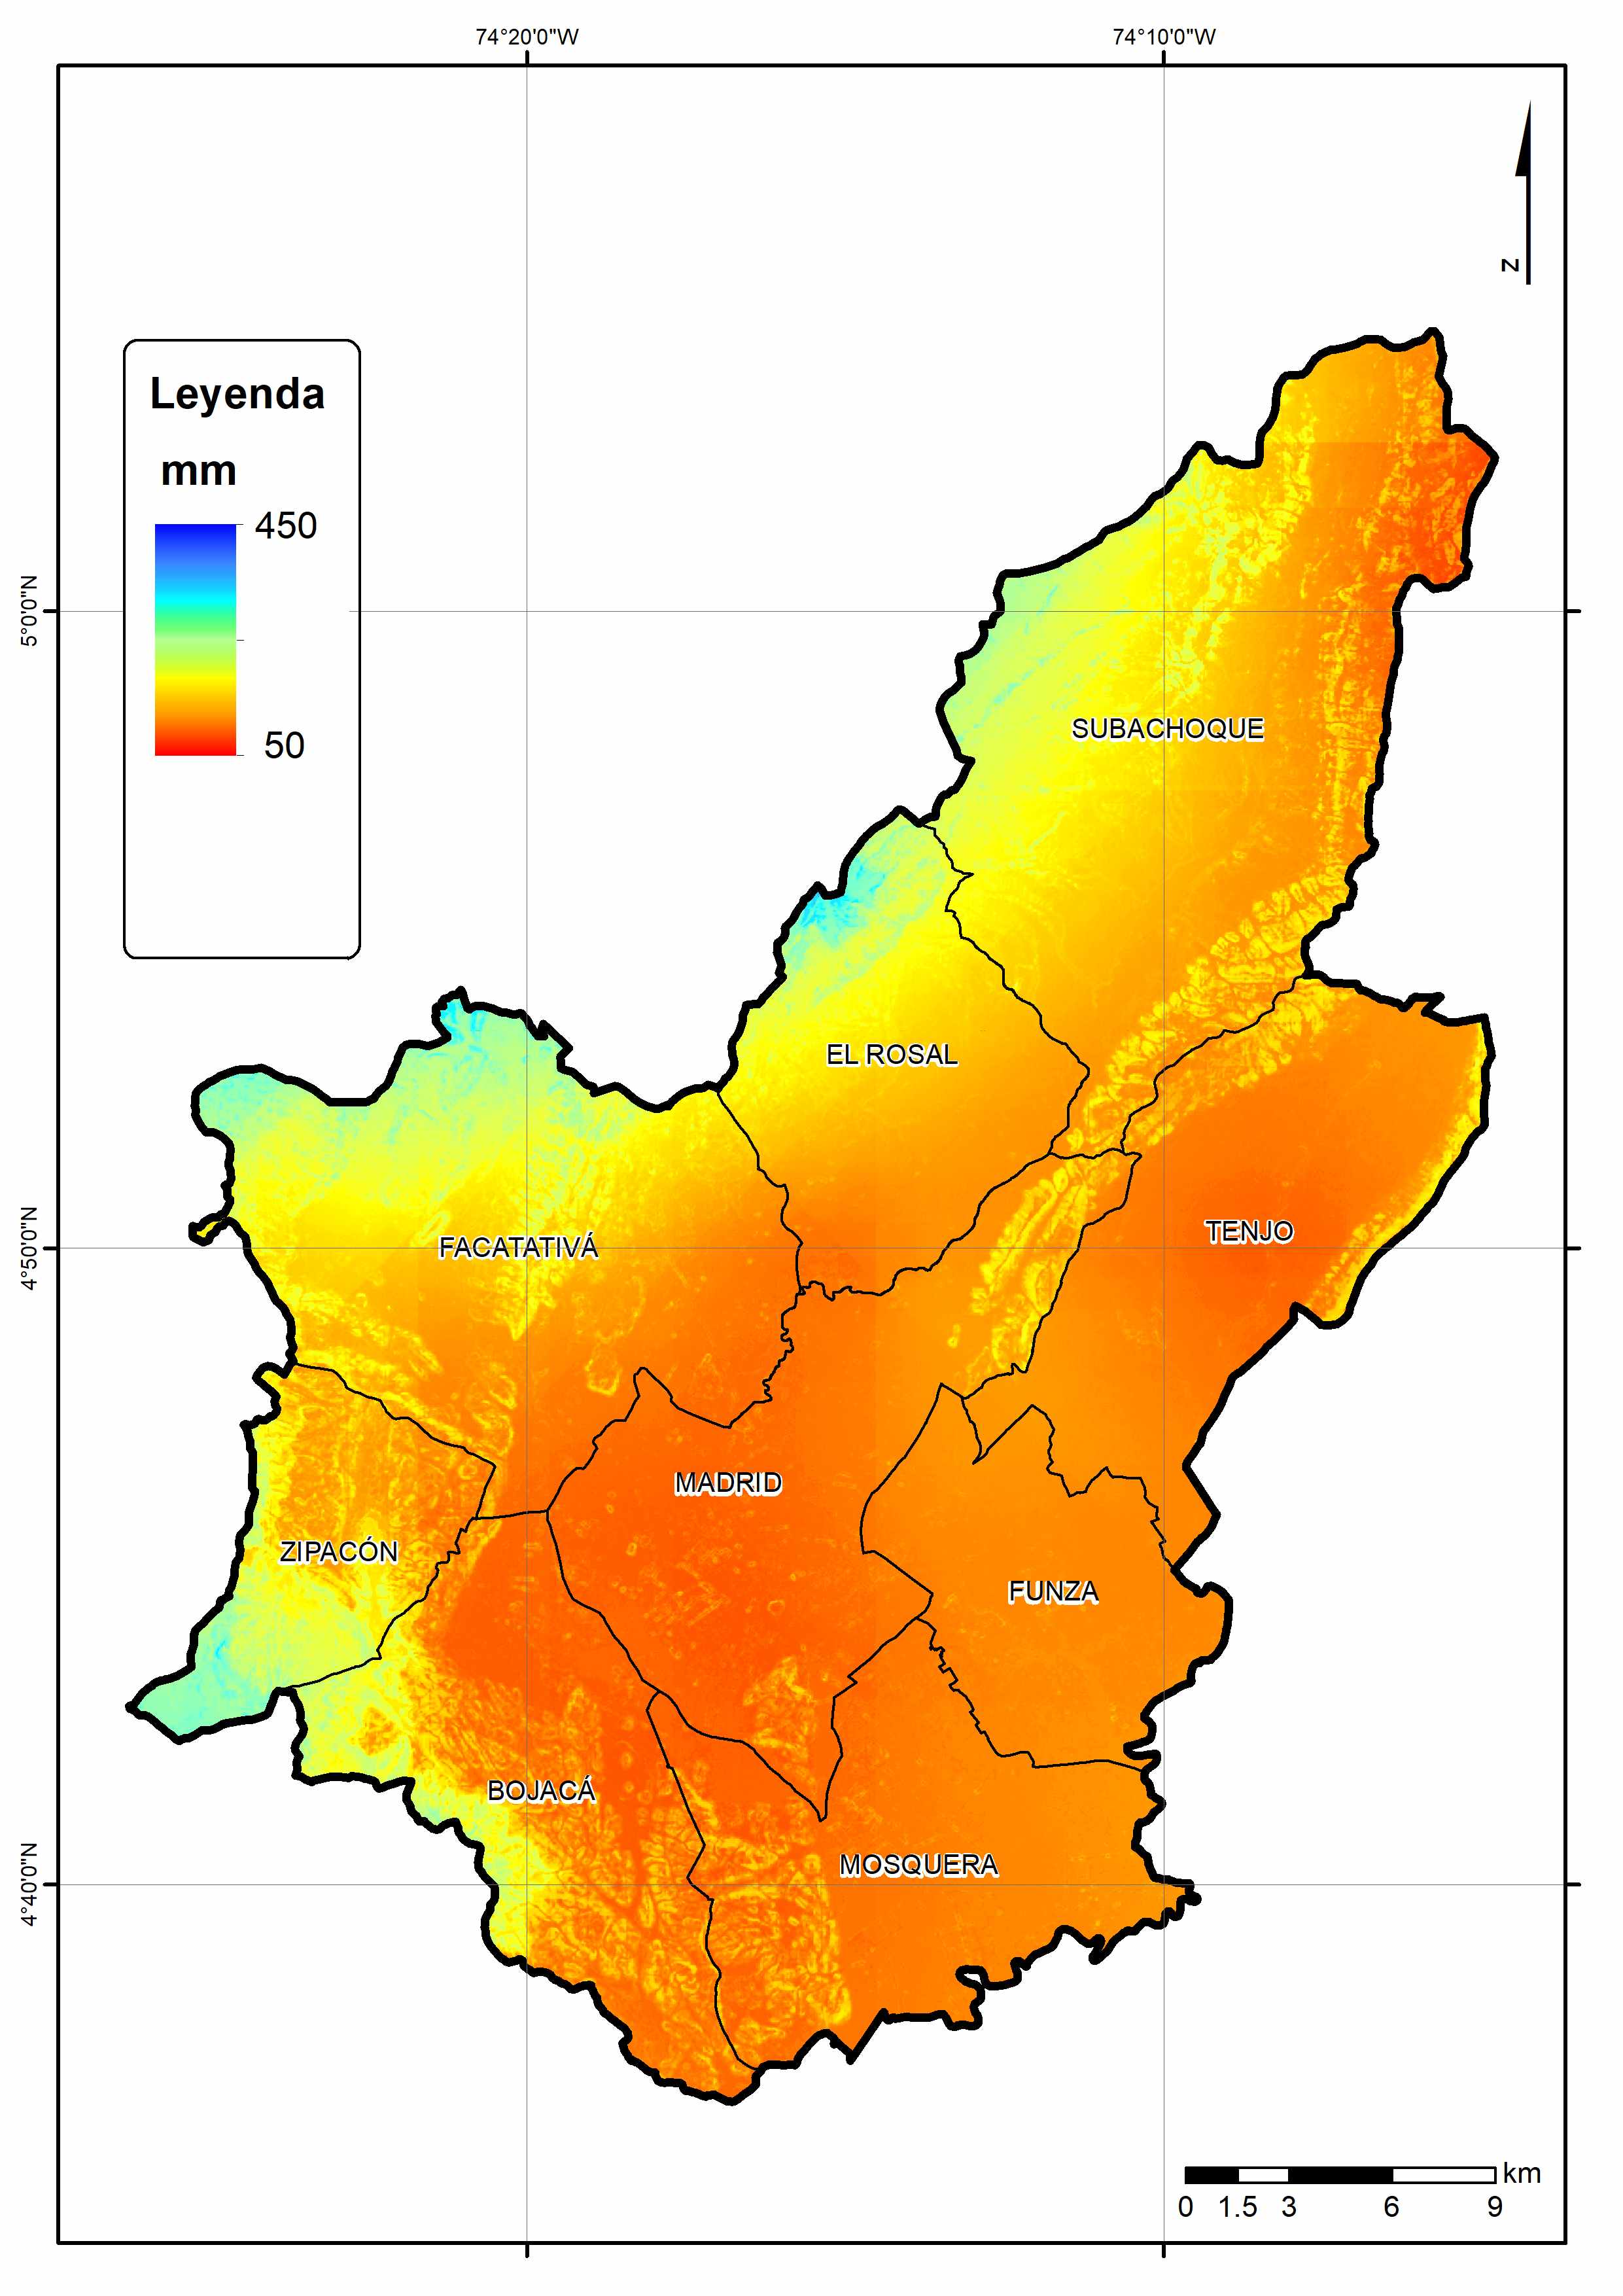 74°20'0"W
74°10'0"W
N
Leyenda
mm
450
50
5°0'0"N
SUBACHOQUE
EL ROSAL
TENJO
FACATATIVÁ
4°50'0"N
MADRID
ZIPACÓN
FUNZA
BOJACÁ
MOSQUERA
4°40'0"N
km
0 1.5 3 6 9